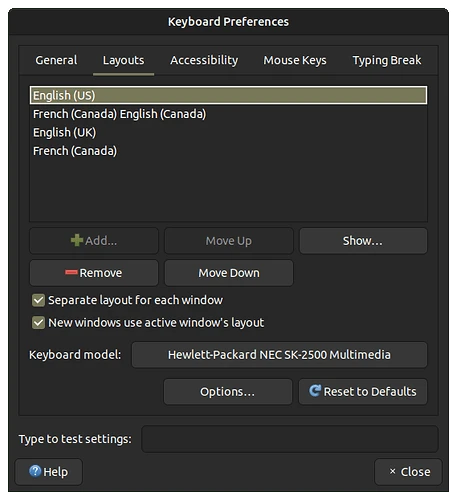 Keyboard Preferences
General Layouts Accessibility Mouse Keys Typing Break
English (US)
French (Canada) English (Canada)
English (UK)
French (Canada)
Add... Move Up Show...
Remove Move Down
Separate layout for each window
New windows use active window's layout
Keyboard model: Hewlett-Packard NEC SK-2500 Multimedia
Options... Reset to Defaults
Type to test settings:
Help × Close